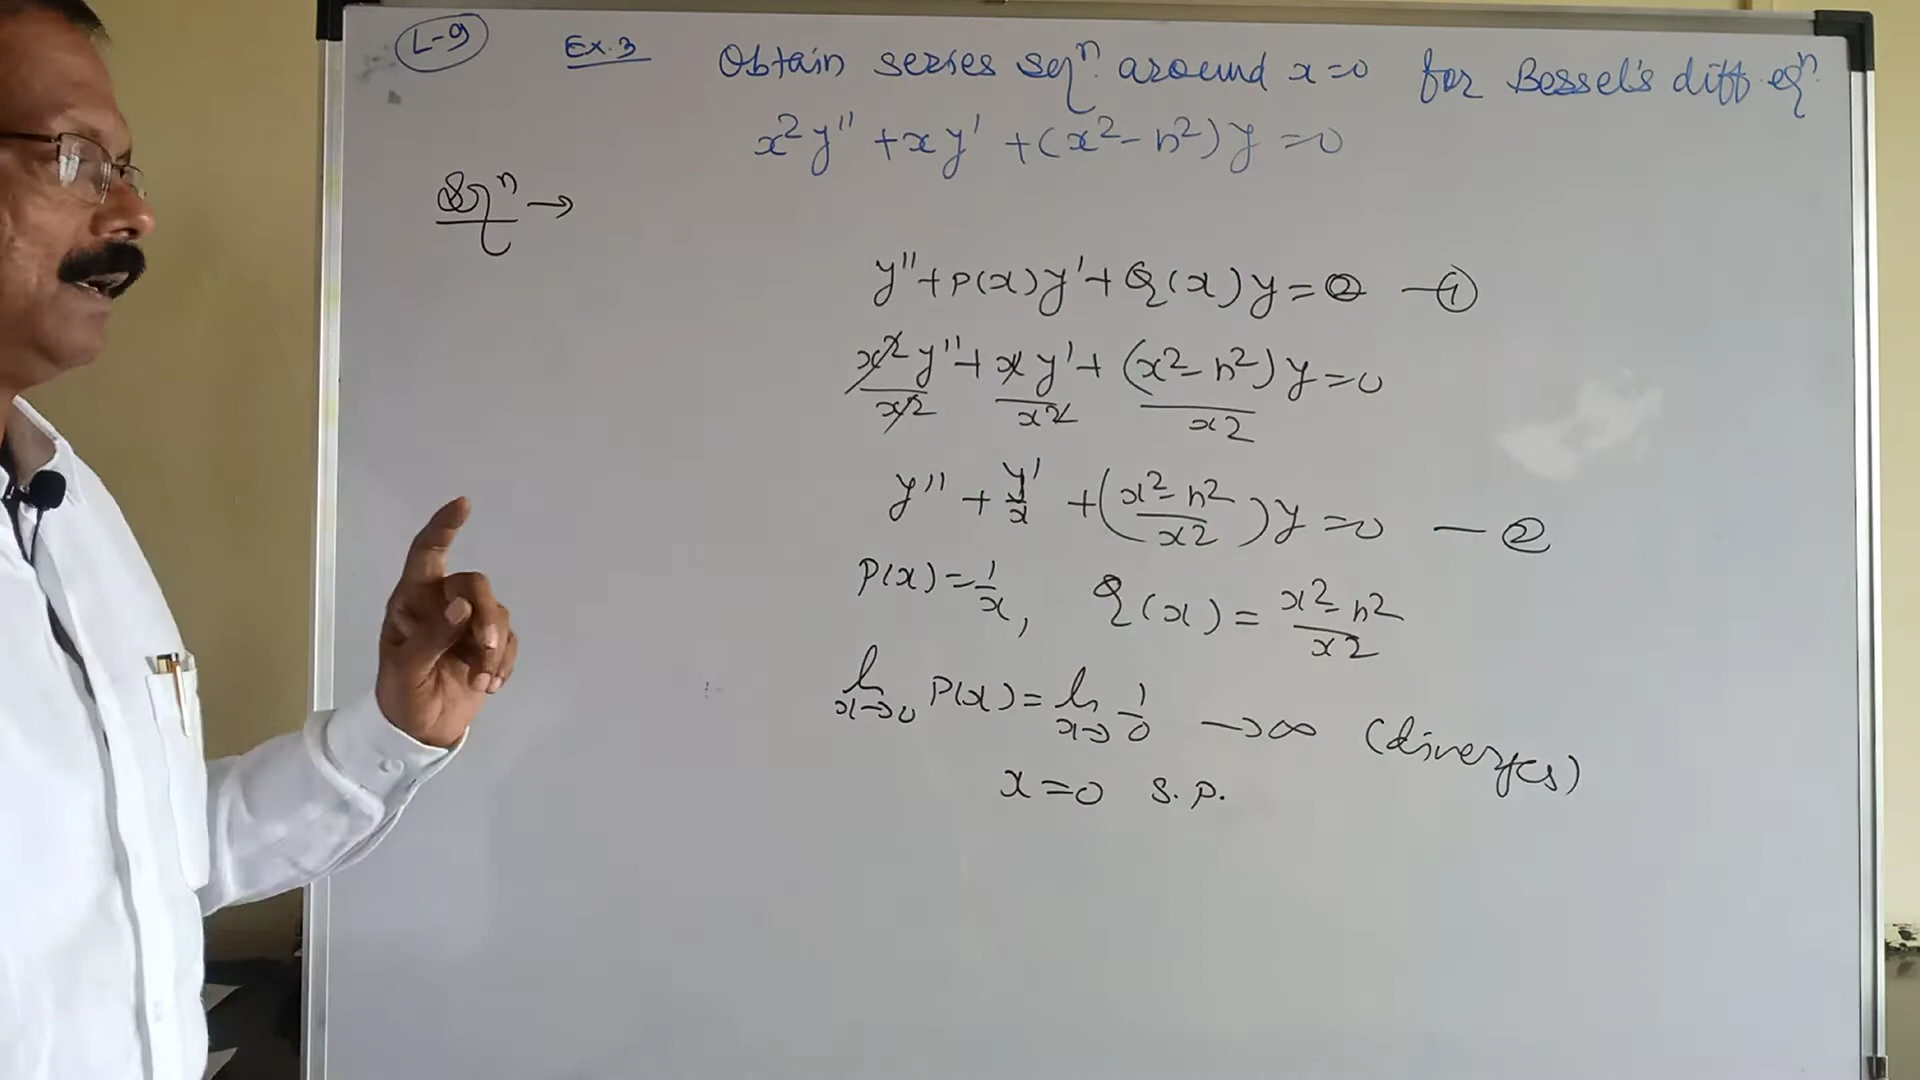 L-9 Ex.3 Obtain series solⁿ. around x=0 for Bessel's diff. eqⁿ.
x²y'' + xy' + (x²-n²)y = 0
Solⁿ →
y'' + P(x)y' + Q(x)y = 0 — ①
x²y''/x² + xy'/x² + (x²-n²)/x² y = 0
y'' + y'/x + (x²-n²/x²)y = 0 — ②
P(x) = 1/x, Q(x) = x²-n²/x²
lim x→0 P(x) = lim x→0 1/0 → ∞ (diverges)
x=0 S.P.